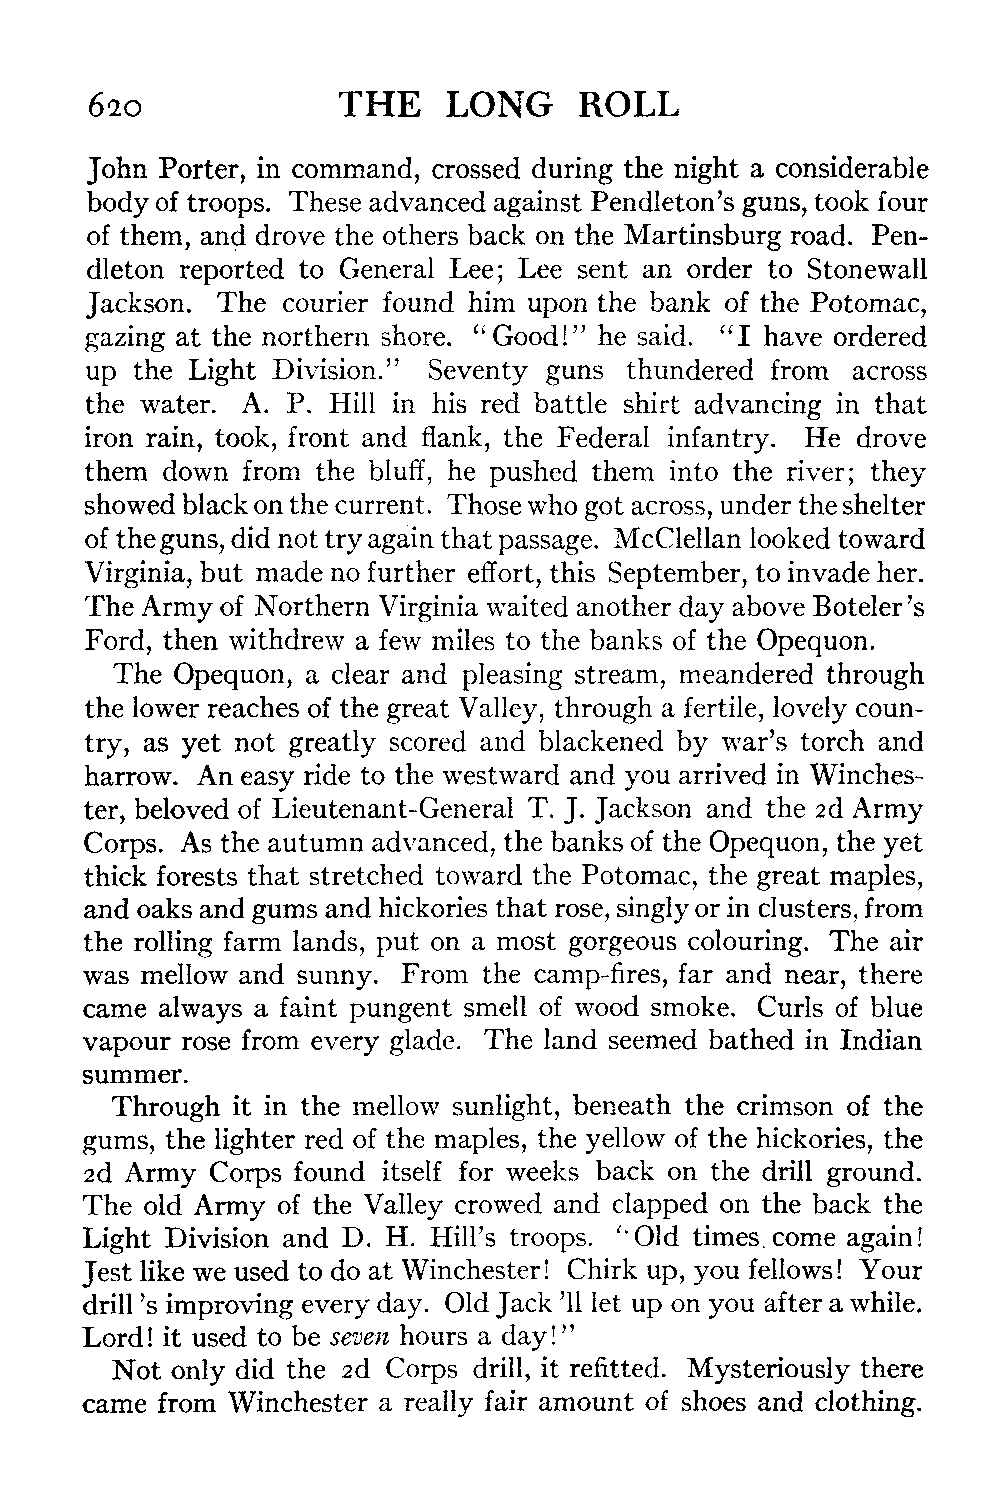 620 THE LONG ROLL
John Porter, in command, crossed during the night a considerable
body of troops. These advanced against Pendleton's guns, took four
of them, and drove the others back on the Martinsburg road. Pen-
dleton reported to General Lee; Lee sent an order to Stonewall
Jackson. The courier found him upon the bank of the Potomac,
gazing at the northern shore. "Good!" he said. "I have ordered
up the Light Division." Seventy guns thundered from across
the water. A. P. Hill in his red battle shirt advancing in that
iron rain, took, front and flank, the Federal infantry. He drove
them down from the bluff, he pushed them into the river; they
showed black on the current. Those who got across, under the shelter
of the guns, did not try again that passage. McClellan looked toward
Virginia, but made no further effort, this September, to invade her.
The Army of Northern Virginia waited another day above Boteler's
Ford, then withdrew a few miles to the banks of the Opequon.
The Opequon, a clear and pleasing stream, meandered through
the lower reaches of the great Valley, through a fertile, lovely coun-
try, as yet not greatly scored and blackened by war's torch and
harrow. An easy ride to the westward and you arrived in Winches-
ter, beloved of Lieutenant-General T. J. Jackson and the 2d Army
Corps. As the autumn advanced, the banks of the Opequon, the yet
thick forests that stretched toward the Potomac, the great maples,
and oaks and gums and hickories that rose, singly or in clusters, from
the rolling farm lands, put on a most gorgeous colouring. The air
was mellow and sunny. From the camp-fires, far and near, there
came always a faint pungent smell of wood smoke. Curls of blue
vapour rose from every glade. The land seemed bathed in Indian
summer.
Through it in the mellow sunlight, beneath the crimson of the
gums, the lighter red of the maples, the yellow of the hickories, the
2d Army Corps found itself for weeks back on the drill ground.
The old Army of the Valley crowed and clapped on the back the
Light Division and D. H. Hill's troops. "Old times come again!
Jest like we used to do at Winchester! Chirk up, you fellows! Your
drill 's improving every day. Old Jack 'll let up on you after a while.
Lord! it used to be seven hours a day!"
Not only did the 2d Corps drill, it refitted. Mysteriously there
came from Winchester a really fair amount of shoes and clothing.